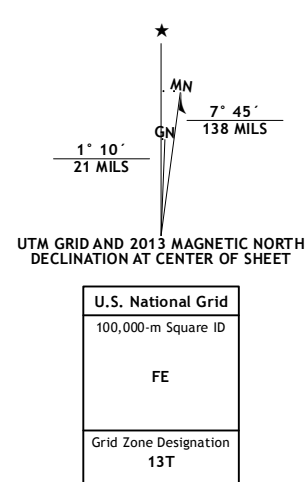 ★
MN
7° 45´
138 MILS
GN
1° 10´
21 MILS
UTM GRID AND 2013 MAGNETIC NORTH
DECLINATION AT CENTER OF SHEET
U.S. National Grid
100,000-m Square ID
FE
Grid Zone Designation
13T